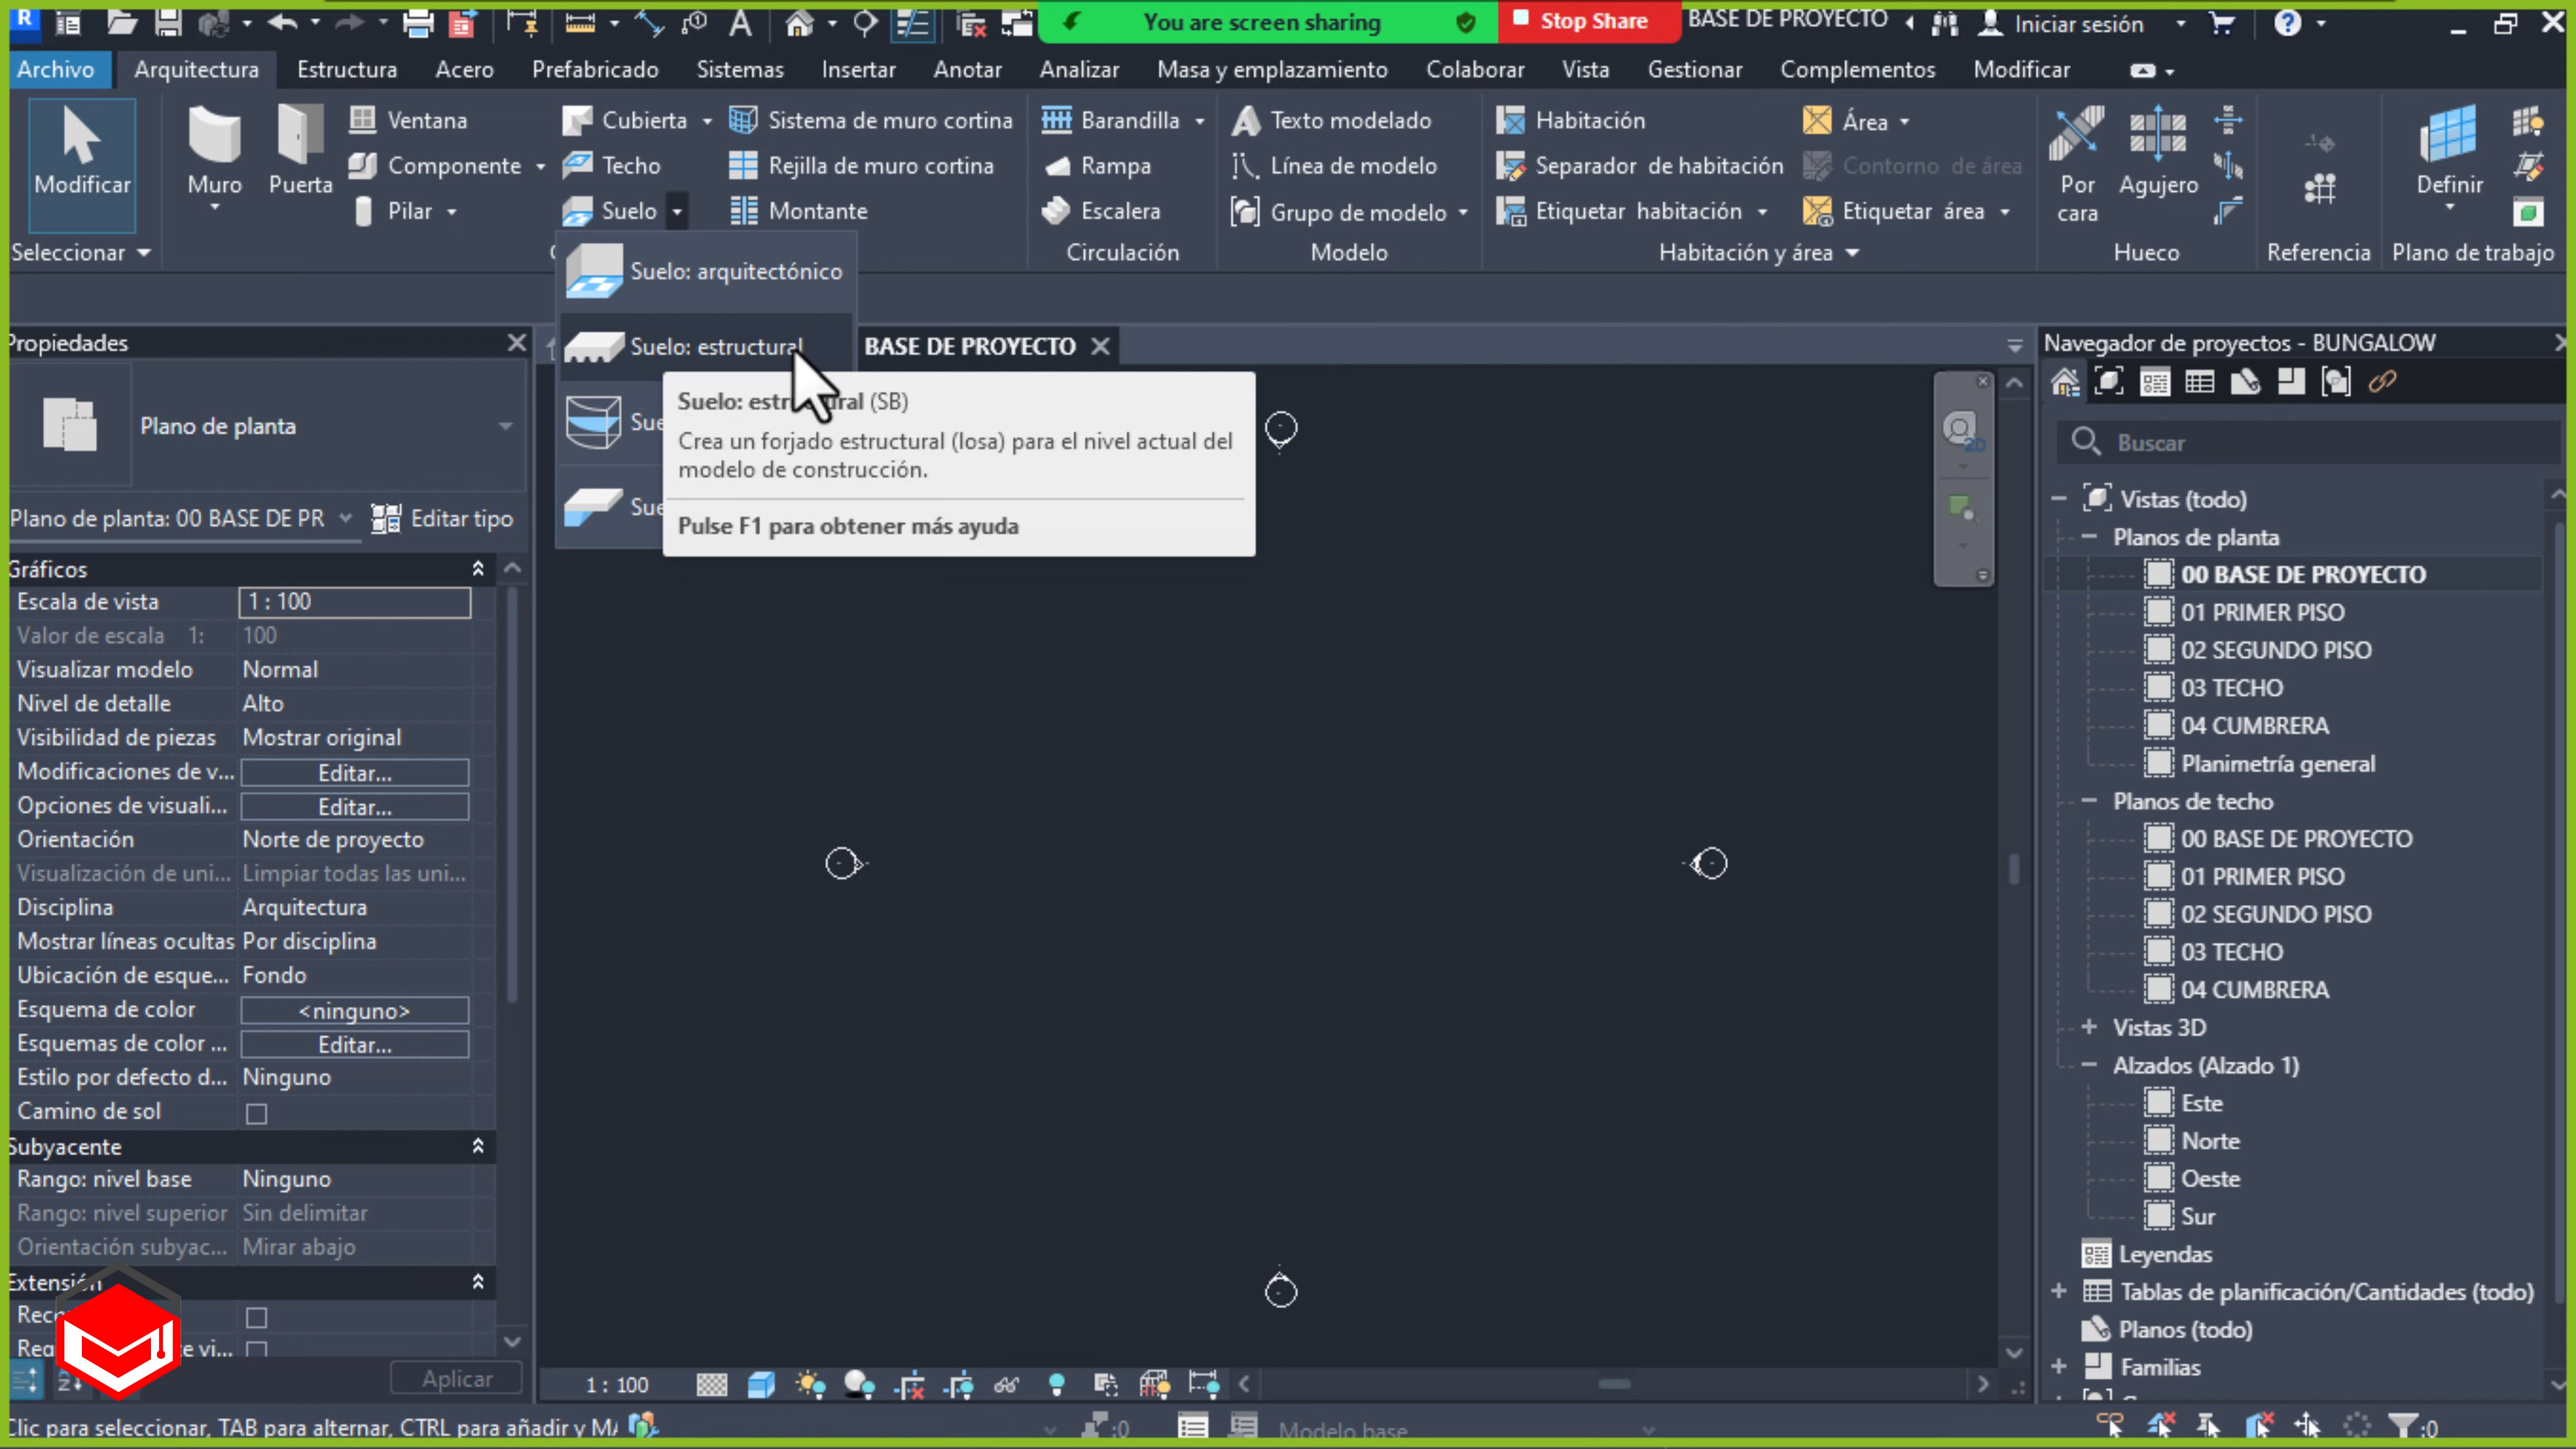 R
You are screen sharing
Stop Share
BASE DE PROYECTO
Iniciar sesión
Archivo Arquitectura Estructura Acero Prefabricado Sistemas Insertar Anotar Analizar Masa y emplazamiento Colaborar Vista Gestionar Complementos Modificar
Modificar
Seleccionar
Muro
Puerta
Ventana
Componente
Pilar
Cubierta
Techo
Suelo
Sistema de muro cortina
Rejilla de muro cortina
Montante
Barandilla
Rampa
Escalera
Circulación
Texto modelado
Línea de modelo
Grupo de modelo
Modelo
Habitación
Separador de habitación
Etiquetar habitación
Área
Contorno de área
Etiquetar área
Habitación y área
Por cara
Agujero
Hueco
Referencia
Definir
Plano de trabajo
Suelo: arquitectónico
Suelo: estructural
Suelo: estructural (SB)
Crea un forjado estructural (losa) para el nivel actual del
modelo de construcción.
Pulse F1 para obtener más ayuda
BASE DE PROYECTO
Propiedades
Plano de planta
Plano de planta: 00 BASE DE PR
Editar tipo
Gráficos
Escala de vista 1 : 100
Valor de escala 1: 100
Visualizar modelo Normal
Nivel de detalle Alto
Visibilidad de piezas Mostrar original
Modificaciones de v... Editar...
Opciones de visuali... Editar...
Orientación Norte de proyecto
Visualización de uni... Limpiar todas las uni...
Disciplina Arquitectura
Mostrar líneas ocultas Por disciplina
Ubicación de esque... Fondo
Esquema de color <ninguno>
Esquemas de color ... Editar...
Estilo por defecto d... Ninguno
Camino de sol
Subyacente
Rango: nivel base Ninguno
Rango: nivel superior Sin delimitar
Orientación subyac... Mirar abajo
Extensión
Aplicar
2D
1 : 100
Navegador de proyectos - BUNGALOW
Buscar
Vistas (todo)
Planos de planta
00 BASE DE PROYECTO
01 PRIMER PISO
02 SEGUNDO PISO
03 TECHO
04 CUMBRERA
Planimetría general
Planos de techo
00 BASE DE PROYECTO
01 PRIMER PISO
02 SEGUNDO PISO
03 TECHO
04 CUMBRERA
Vistas 3D
Alzados (Alzado 1)
Este
Norte
Oeste
Sur
Leyendas
Tablas de planificación/Cantidades (todo)
Planos (todo)
Familias
Clic para seleccionar, TAB para alternar, CTRL para añadir y
:0
Modelo base
:0